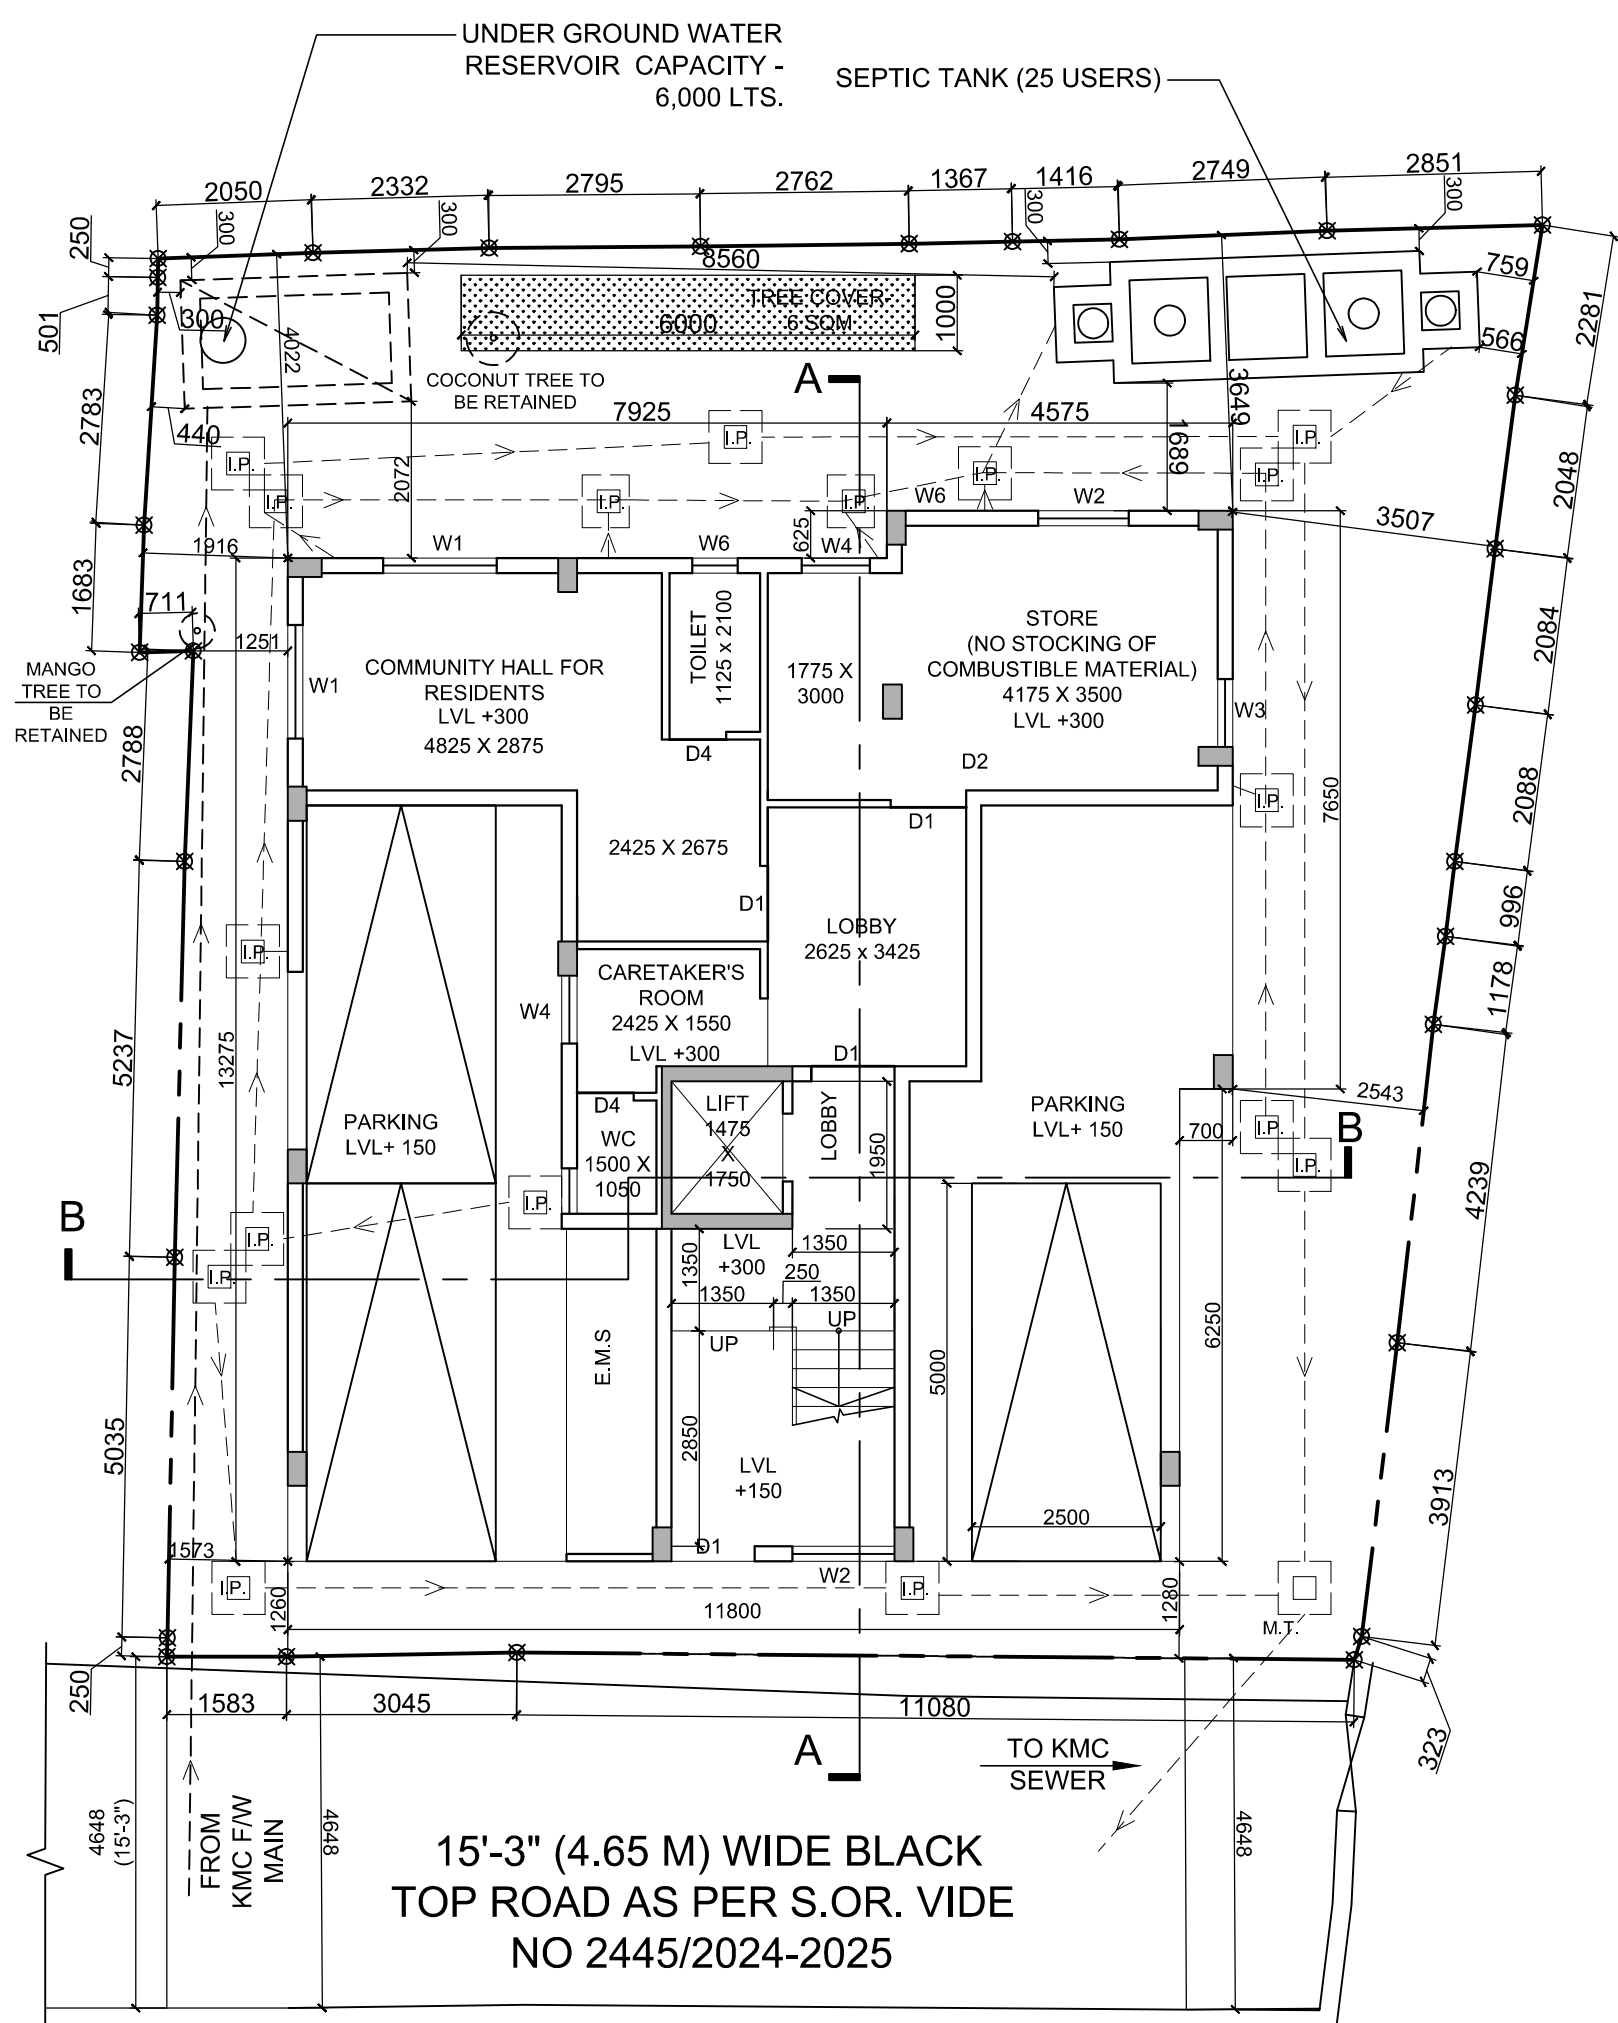 UNDER GROUND WATER
RESERVOIR CAPACITY -
6,000 LTS.
SEPTIC TANK (25 USERS)
2050
2332
2795
2762
1367
1416
2749
2851
250
300
300
300
300
8560
759
501
300
4022
TREE COVER-
6 SQM
6000
1000
566
2281
COCONUT TREE TO
BE RETAINED
A
3649
2783
440
7925
4575
1689
I.P.
I.P.
I.P.
2072
I.P.
I.P.
I.P.
I.P.
I.P.
2048
W6
W2
3507
1916
W1
W6
625
W4
1683
711
1251
MANGO
TREE TO
BE
RETAINED
W1
COMMUNITY HALL FOR
RESIDENTS
LVL +300
4825 X 2875
TOILET
1125 x 2100
1775 X
3000
STORE
(NO STOCKING OF
COMBUSTIBLE MATERIAL)
4175 X 3500
LVL +300
W3
2084
2788
D4
D2
I.P.
7650
2088
D1
2425 X 2675
996
D1
LOBBY
2625 x 3425
I.P.
1178
CARETAKER'S
ROOM
2425 X 1550
LVL +300
W4
5237
13275
D1
2543
PARKING
LVL+ 150
D4
WC
1500 X
1050
LIFT
1475
X
1750
LOBBY
1950
PARKING
LVL+ 150
700
I.P.
I.P.
B
4239
I.P.
B
I.P.
I.P.
1350
LVL
+300
1350
250
1350
1350
UP
UP
E.M.S
5000
6250
5035
2850
LVL
+150
3913
2500
1573
D1
W2
I.P.
1260
I.P.
1280
11800
M.T.
250
1583
3045
11080
323
A
TO KMC
SEWER
4648
(15'-3")
FROM
KMC F/W
MAIN
4648
4648
15'-3" (4.65 M) WIDE BLACK
TOP ROAD AS PER S.OR. VIDE
NO 2445/2024-2025